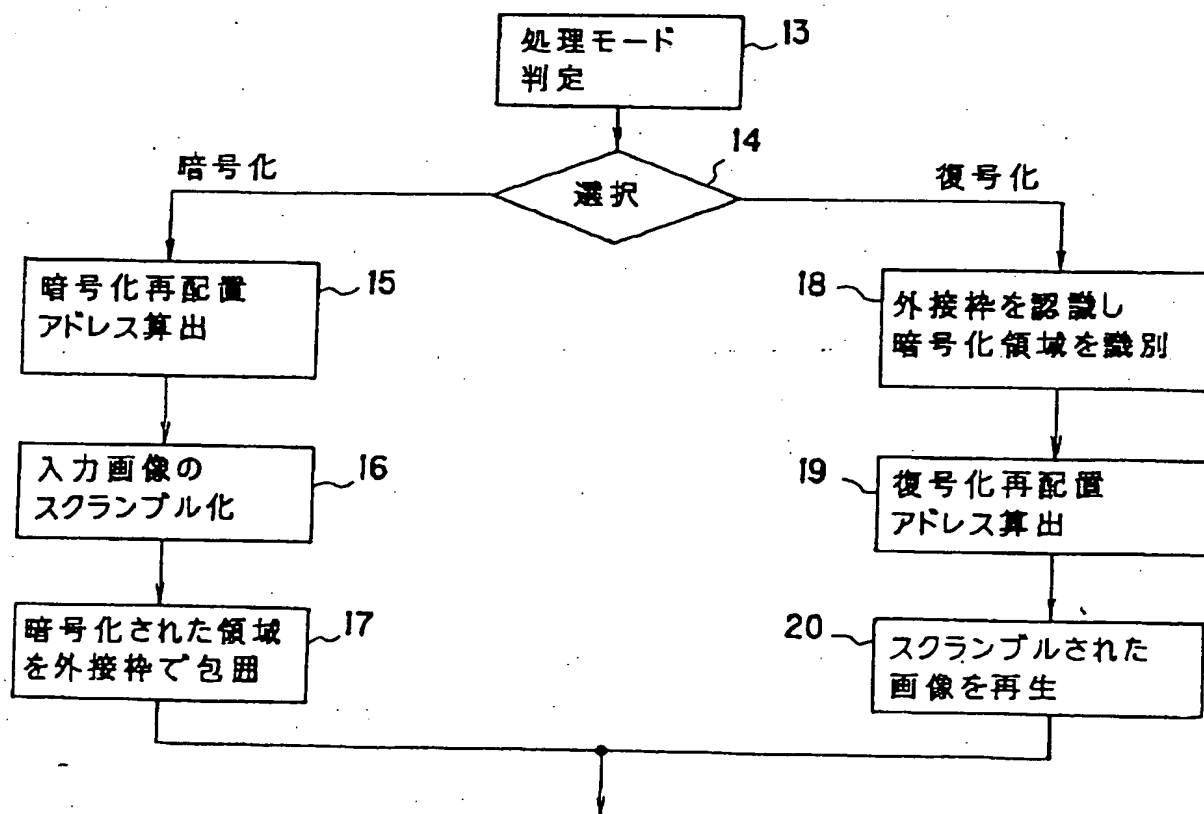 処理モード
判定
13
14
選択
暗号化
復号化
暗号化再配置
アドレス算出
15
入力画像の
スクランブル化
16
暗号化された領域
を外接枠で包囲
17
18
外接枠を認識し
暗号化領域を識別
19
復号化再配置
アドレス算出
20
スクランブルされた
画像を再生